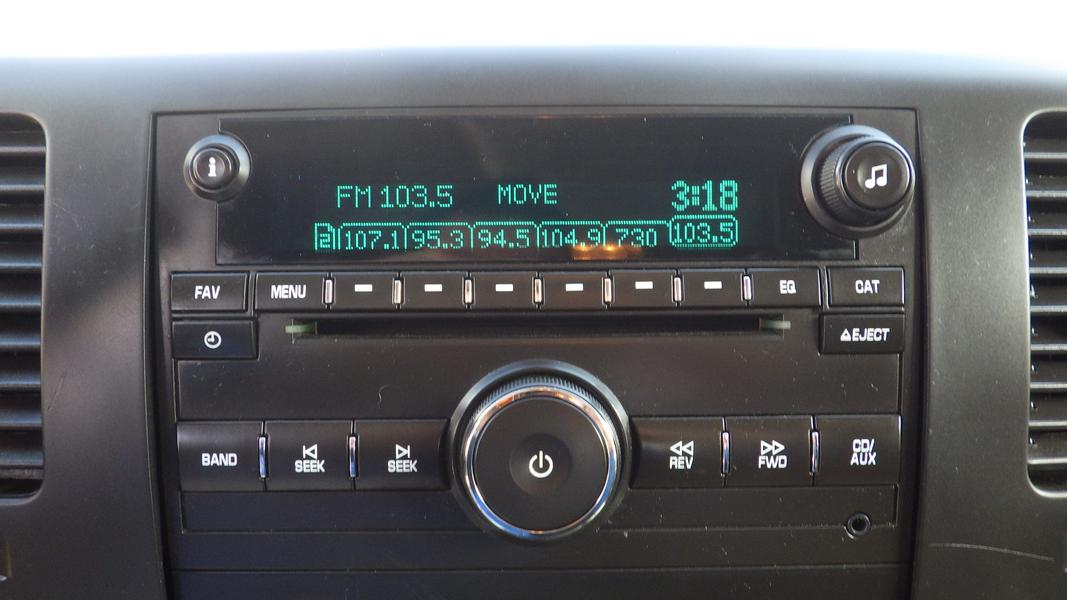 FM 103.5 MOVE 3:18
2 107.1 95.3 94.5 104.9 730 103.5
i
FAV MENU EQ CAT
EJECT
BAND SEEK SEEK REV FWD CD/
AUX